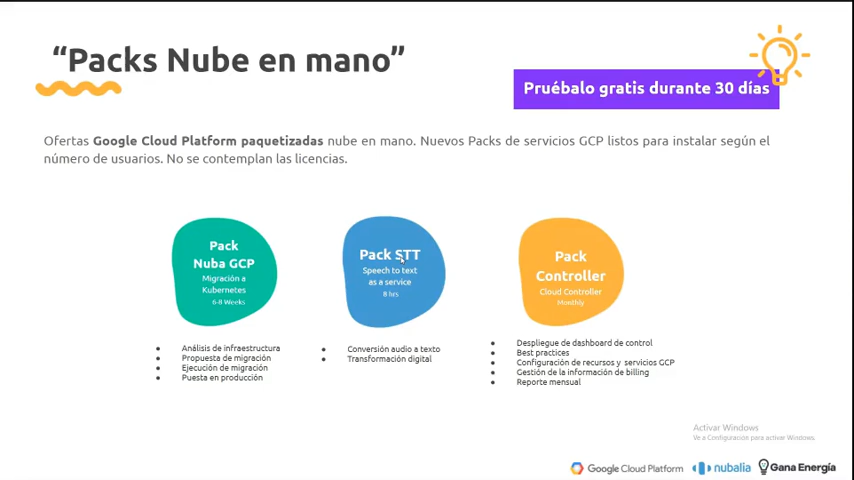 “Packs Nube en mano”
Pruébalo gratis durante 30 días
Ofertas Google Cloud Platform paquetizadas nube en mano. Nuevos Packs de servicios GCP listos para instalar según el
número de usuarios. No se contemplan las licencias.
Pack
Nuba GCP
Migración a
Kubernetes
6-8 Weeks
Pack STT
Speech to text
as a service
8 hrs
Pack
Controller
Cloud Controller
Monthly
● Análisis de infraestructura
● Propuesta de migración
● Ejecución de migración
● Puesta en producción
● Conversión audio a texto
● Transformación digital
● Despliegue de dashboard de control
● Best practices
● Configuración de recursos y servicios GCP
● Gestión de la información de billing
● Reporte mensual
Activar Windows
Ve a Configuración para activar Windows.
Google Cloud Platform
nubalia
Gana Energía